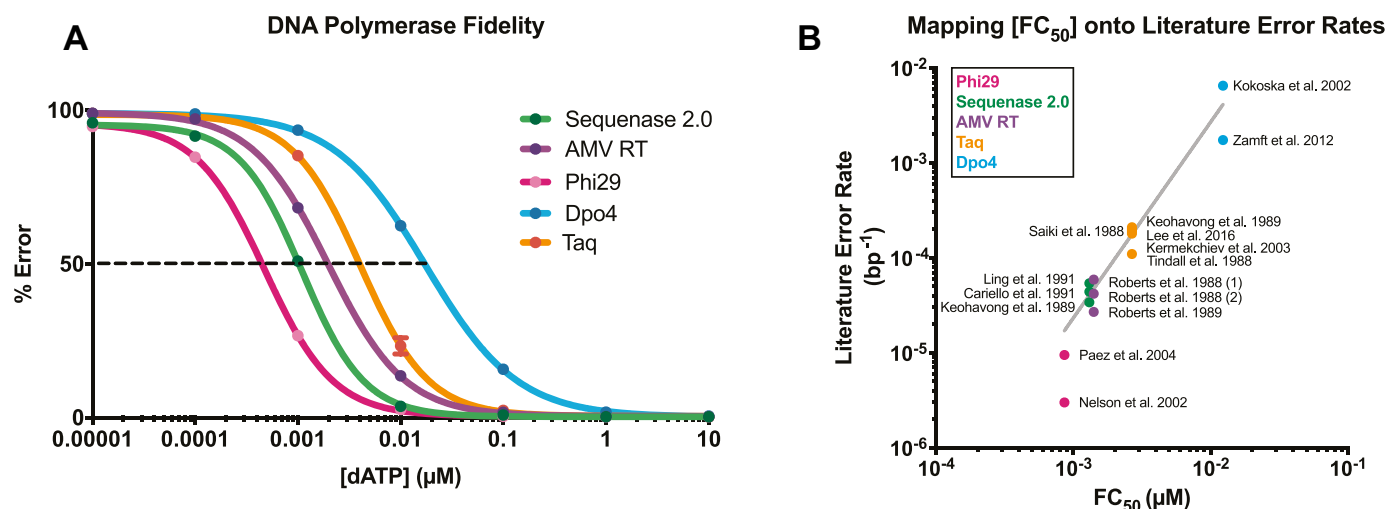 A
DNA Polymerase Fidelity
% Error
100
50
0
0.00001
0.0001
0.001
0.01
0.1
1
10
[dATP] (µM)
Sequenase 2.0
AMV RT
Phi29
Dpo4
Taq
B
Mapping [FC50] onto Literature Error Rates
Literature Error Rate
(bp-1)
10-2
10-3
10-4
10-5
10-6
Phi29
Sequenase 2.0
AMV RT
Taq
Dpo4
Kokoska et al. 2002
Zamft et al. 2012
Saiki et al. 1988
Keohavong et al. 1989
Lee et al. 2016
Kermekchiev et al. 2003
Tindall et al. 1988
Ling et al. 1991
Cariello et al. 1991
Keohavong et al. 1989
Roberts et al. 1988 (1)
Roberts et al. 1988 (2)
Roberts et al. 1989
Paez et al. 2004
Nelson et al. 2002
10-4
10-3
10-2
10-1
FC50 (µM)